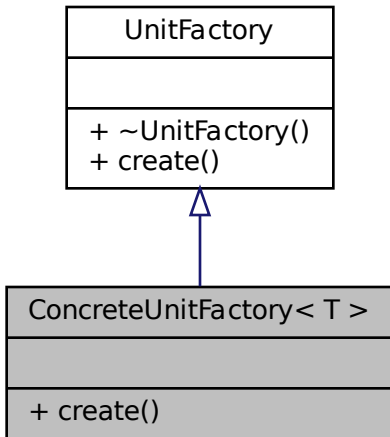 UnitFactory
+ ~UnitFactory()
+ create()
ConcreteUnitFactory< T >
+ create()